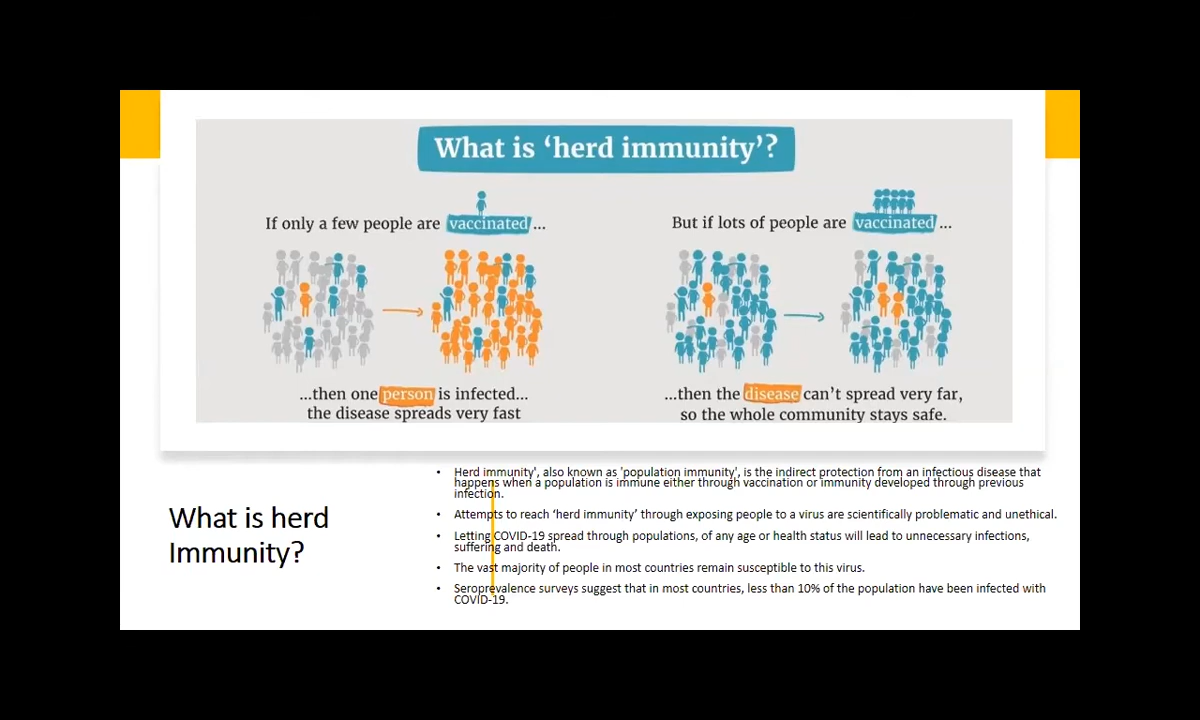 What is ‘herd immunity’?
If only a few people are vaccinated ...
...then one person is infected...
the disease spreads very fast
But if lots of people are vaccinated ...
...then the disease can’t spread very far,
so the whole community stays safe.
What is herd
Immunity?
• Herd immunity', also known as 'population immunity', is the indirect protection from an infectious disease that
happens when a population is immune either through vaccination or immunity developed through previous
infection.
• Attempts to reach ‘herd immunity’ through exposing people to a virus are scientifically problematic and unethical.
• Letting COVID-19 spread through populations, of any age or health status will lead to unnecessary infections,
suffering and death.
• The vast majority of people in most countries remain susceptible to this virus.
• Seroprevalence surveys suggest that in most countries, less than 10% of the population have been infected with
COVID-19.